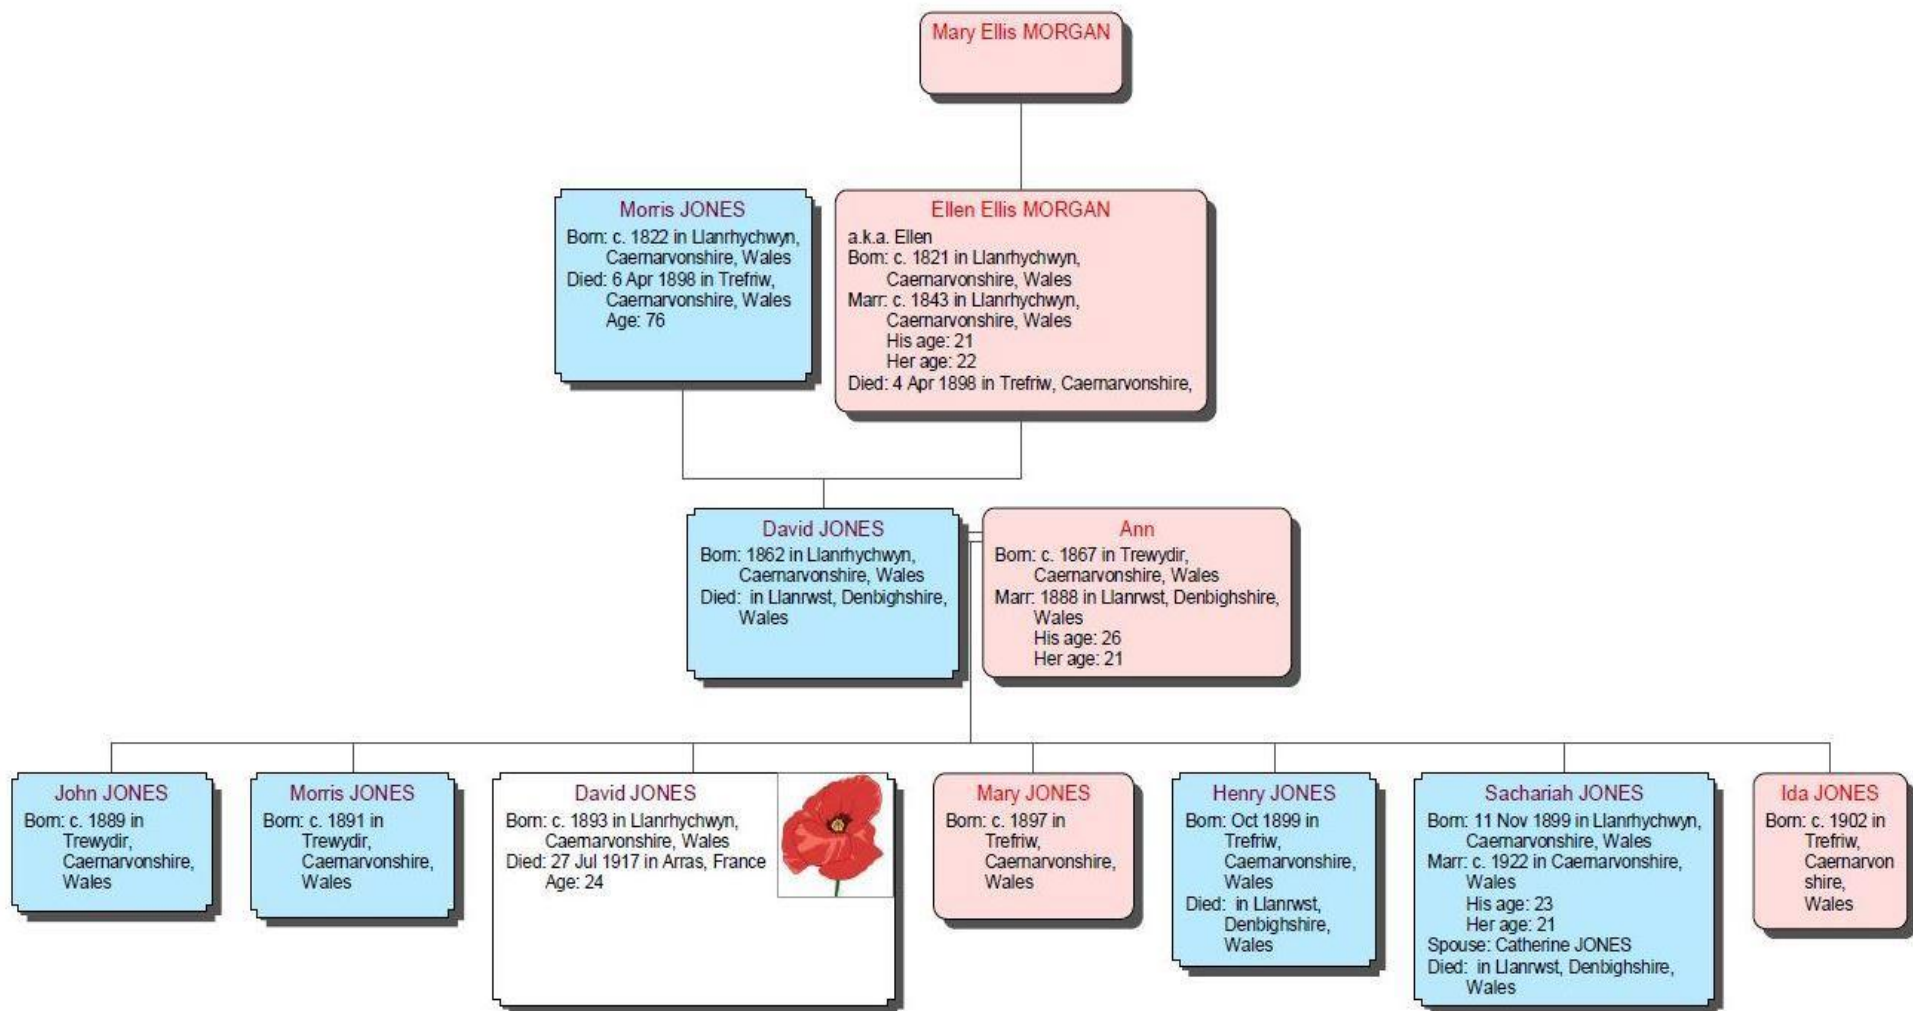 Mary Ellis MORGAN
Morris JONES
Born: c. 1822 in Llanrhychwyn,
Caernarvonshire, Wales
Died: 6 Apr 1898 in Trefriw,
Caernarvonshire, Wales
Age: 76
Ellen Ellis MORGAN
a.k.a. Ellen
Born: c. 1821 in Llanrhychwyn,
Caernarvonshire, Wales
Marr: c. 1843 in Llanrhychwyn,
Caernarvonshire, Wales
His age: 21
Her age: 22
Died: 4 Apr 1898 in Trefriw, Caernarvonshire,
David JONES
Born: 1862 in Llanrhychwyn,
Caernarvonshire, Wales
Died: in Llanrwst, Denbighshire,
Wales
Ann
Born: c. 1867 in Trewydir,
Caernarvonshire, Wales
Marr: 1888 in Llanrwst, Denbighshire,
Wales
His age: 26
Her age: 21
John JONES
Born: c. 1889 in
Trewydir,
Caernarvonshire,
Wales
Morris JONES
Born: c. 1891 in
Trewydir,
Caernarvonshire,
Wales
David JONES
Born: c. 1893 in Llanrhychwyn,
Caernarvonshire, Wales
Died: 27 Jul 1917 in Arras, France
Age: 24
Mary JONES
Born: c. 1897 in
Trefriw,
Caernarvonshire,
Wales
Henry JONES
Born: Oct 1899 in
Trefriw,
Caernarvonshire,
Wales
Died: in Llanrwst,
Denbighshire,
Wales
Sachariah JONES
Born: 11 Nov 1899 in Llanrhychwyn,
Caernarvonshire, Wales
Marr: c. 1922 in Caernarvonshire,
Wales
His age: 23
Her age: 21
Spouse: Catherine JONES
Died: in Llanrwst, Denbighshire,
Wales
Ida JONES
Born: c. 1902 in
Trefriw,
Caernarvon
shire,
Wales